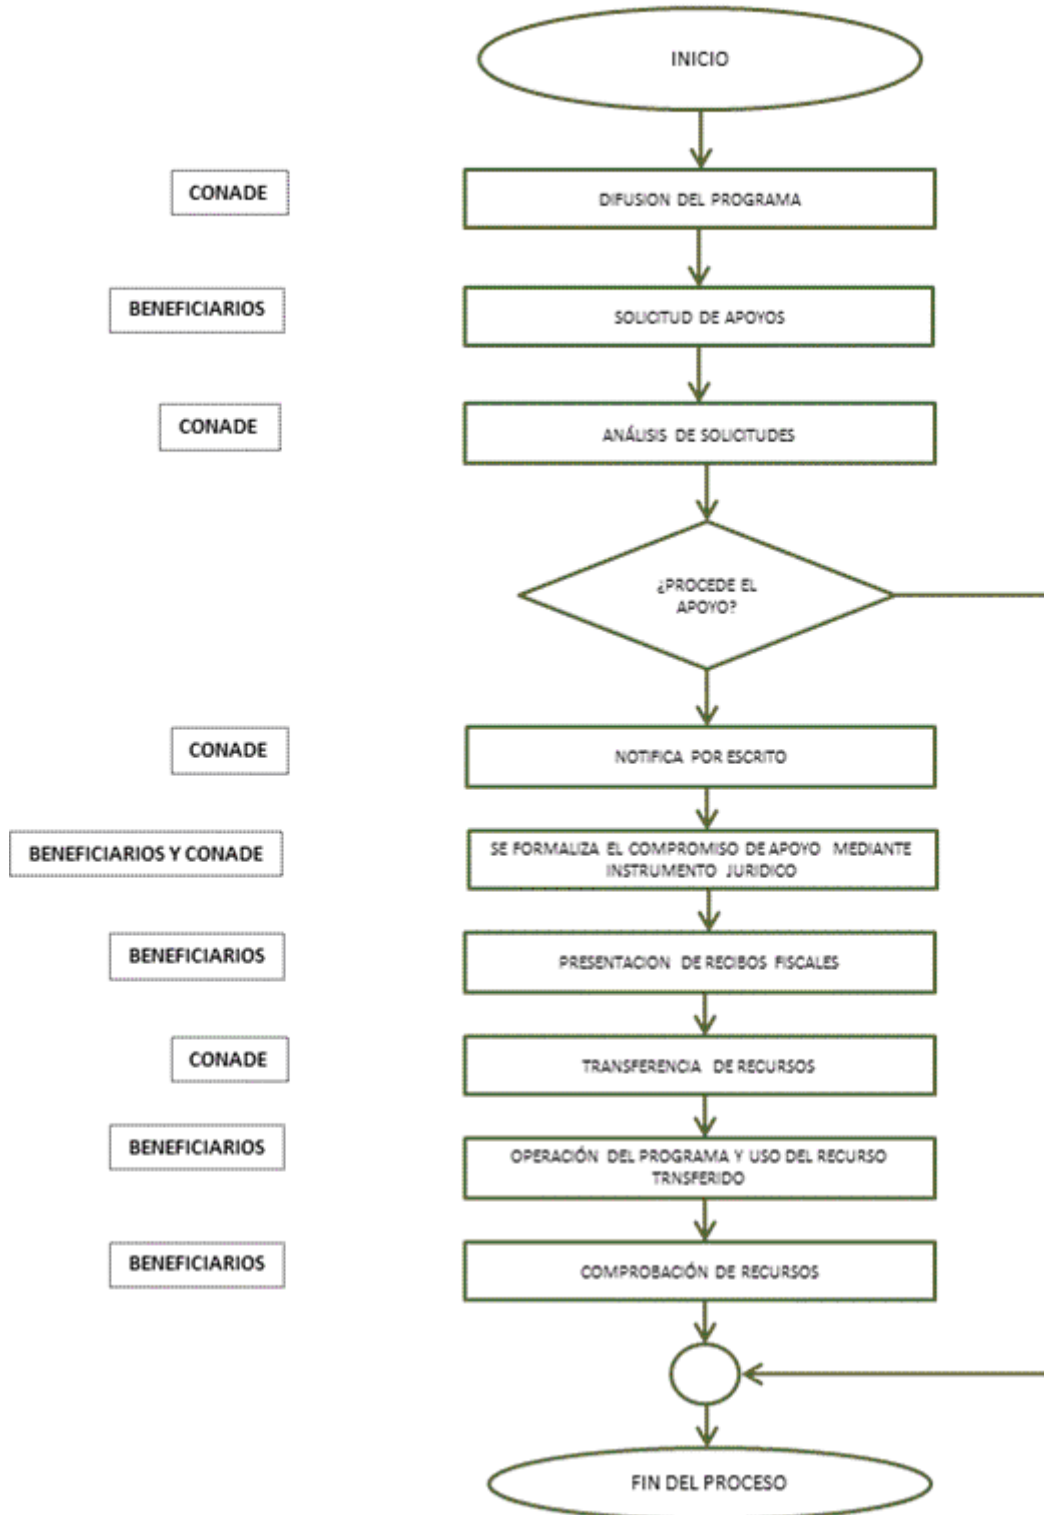 INICIO
CONADE
DIFUSION DEL PROGRAMA
BENEFICIARIOS
SOLICITUD DE APOYOS
CONADE
ANÁLISIS DE SOLICITUDES
¿PROCEDE EL
APOYO?
CONADE
NOTIFICA POR ESCRITO
BENEFICIARIOS Y CONADE
SE FORMALIZA EL COMPROMISO DE APOYO MEDIANTE
INSTRUMENTO JURIDICO
BENEFICIARIOS
PRESENTACION DE RECIBOS FISCALES
CONADE
TRANSFERENCIA DE RECURSOS
BENEFICIARIOS
OPERACIÓN DEL PROGRAMA Y USO DEL RECURSO
TRNSFERIDO
BENEFICIARIOS
COMPROBACIÓN DE RECURSOS
FIN DEL PROCESO